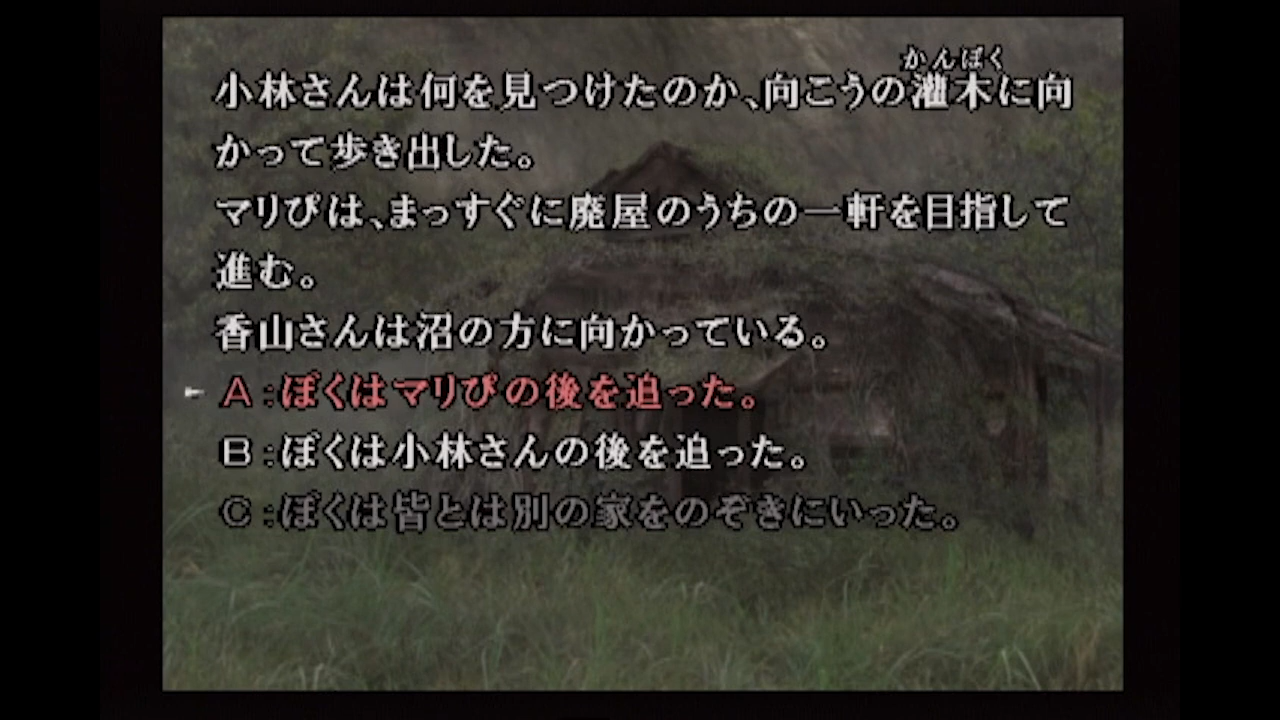 かんぼく
小林さんは何を見つけたのか、向こうの灌木に向
かって歩き出した。
マリぴは、まっすぐに廃屋のうちの一軒を目指して
進む。
香山さんは沼の方に向かっている。
A:ぼくはマリぴの後を追った。
B:ぼくは小林さんの後を追った。
C:ぼくは皆とは別の家をのぞきにいった。